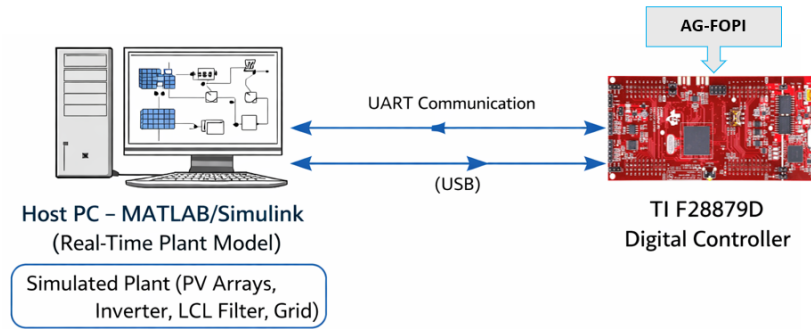 AG-FOPI
UART Communication
(USB)
Host PC – MATLAB/Simulink
(Real-Time Plant Model)
Simulated Plant (PV Arrays,
Inverter, LCL Filter, Grid)
TI F28879D
Digital Controller